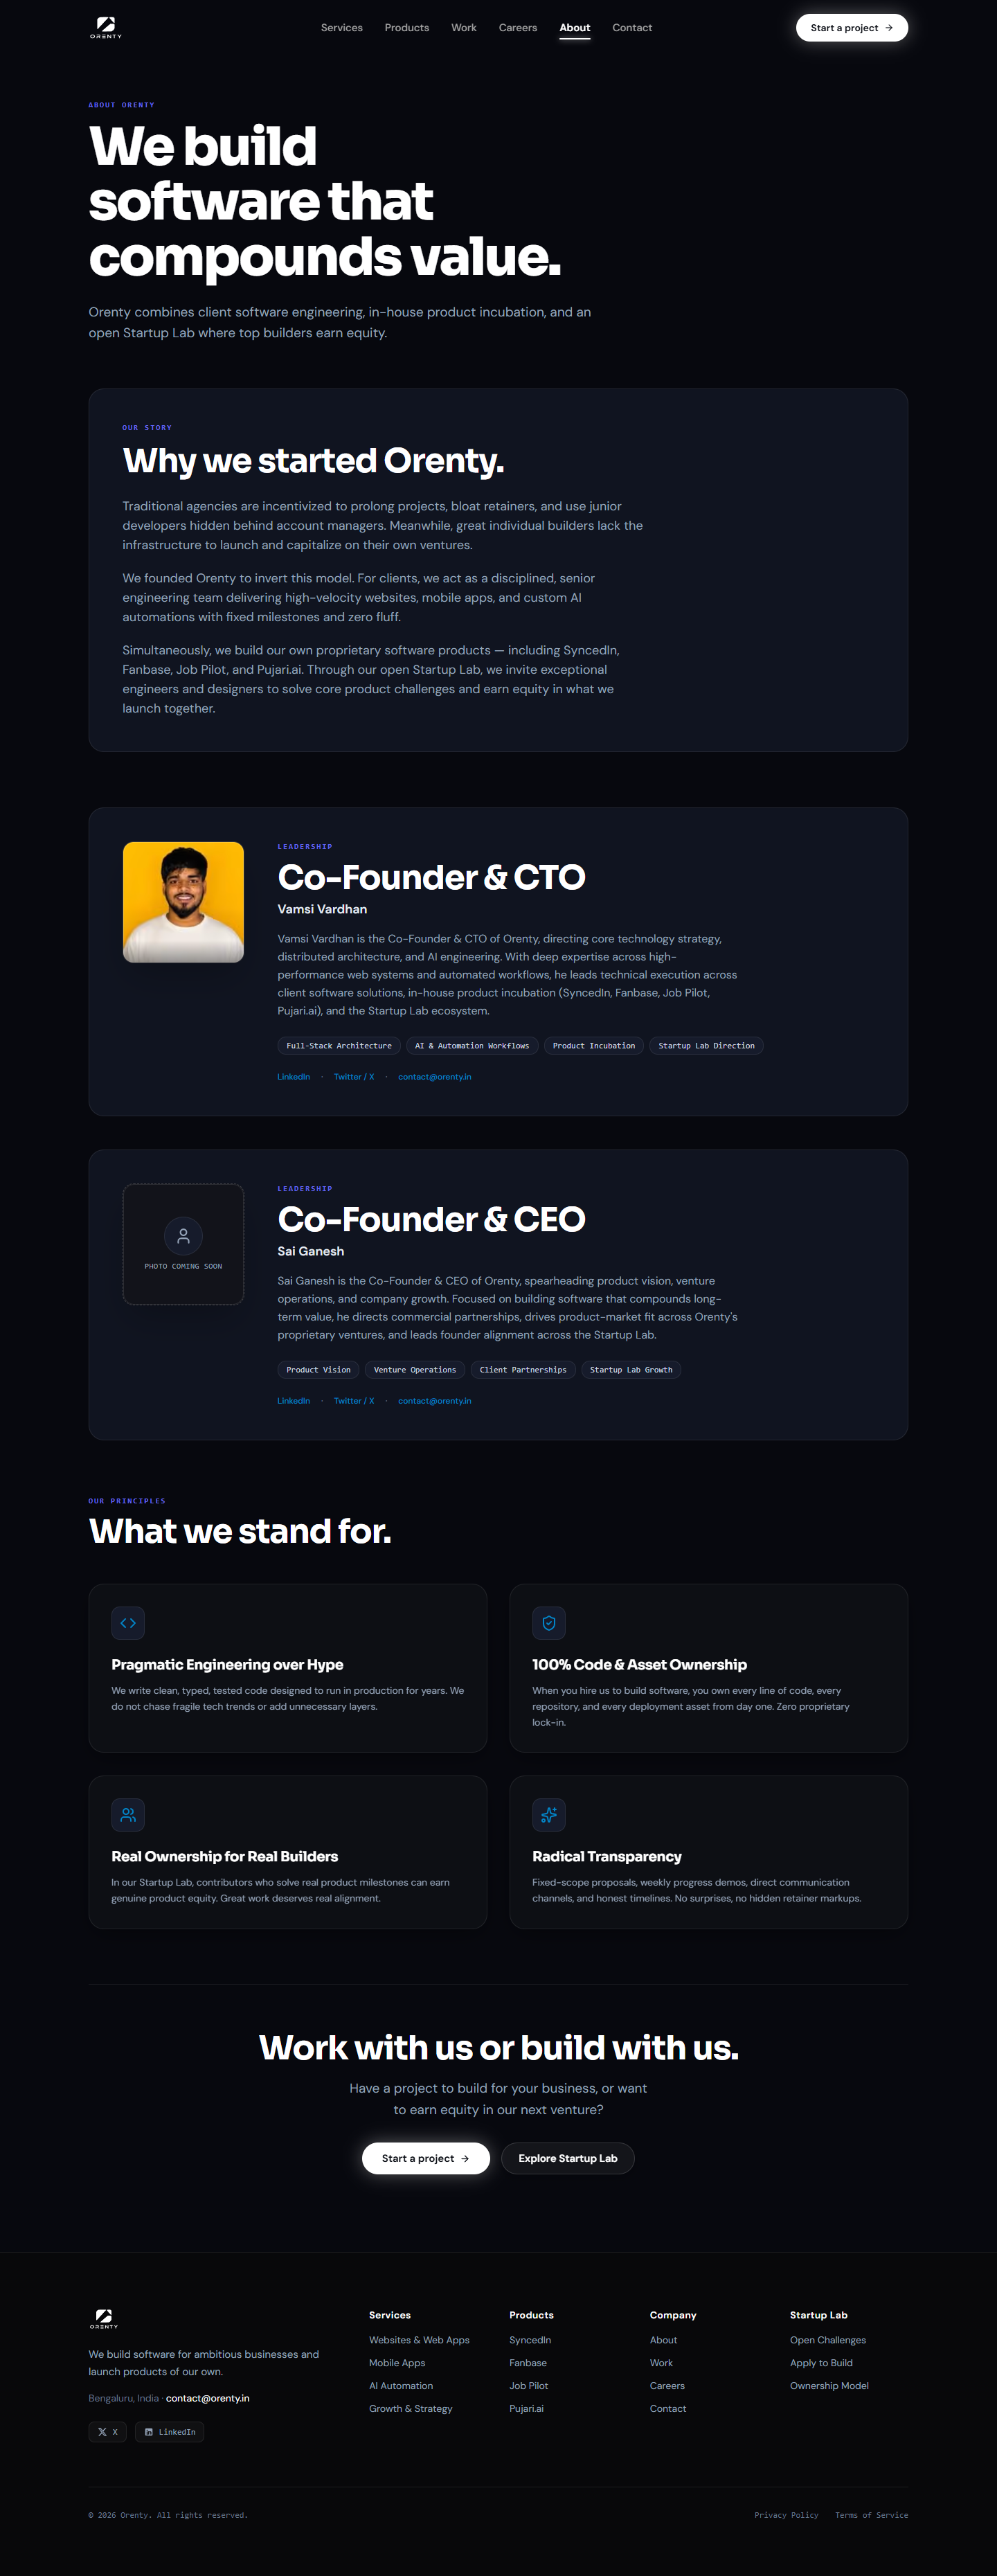 ORENTY
Services Products Work Careers About Contact
Start a project →
ABOUT ORENTY
We build
software that
compounds value.
Orenty combines client software engineering, in-house product incubation, and an
open Startup Lab where top builders earn equity.
OUR STORY
Why we started Orenty.
Traditional agencies are incentivized to prolong projects, bloat retainers, and use junior
developers hidden behind account managers. Meanwhile, great individual builders lack the
infrastructure to launch and capitalize on their own ventures.
We founded Orenty to invert this model. For clients, we act as a disciplined, senior
engineering team delivering high-velocity websites, mobile apps, and custom AI
automations with fixed milestones and zero fluff.
Simultaneously, we build our own proprietary software products — including SyncedIn,
Fanbase, Job Pilot, and Pujari.ai. Through our open Startup Lab, we invite exceptional
engineers and designers to solve core product challenges and earn equity in what we
launch together.
LEADERSHIP
Co-Founder & CTO
Vamsi Vardhan
Vamsi Vardhan is the Co-Founder & CTO of Orenty, directing core technology strategy,
distributed architecture, and AI engineering. With deep expertise across high-
performance web systems and automated workflows, he leads technical execution across
client software solutions, in-house product incubation (SyncedIn, Fanbase, Job Pilot,
Pujari.ai), and the Startup Lab ecosystem.
Full-Stack Architecture AI & Automation Workflows Product Incubation Startup Lab Direction
LinkedIn · Twitter / X · contact@orenty.in
PHOTO COMING SOON
LEADERSHIP
Co-Founder & CEO
Sai Ganesh
Sai Ganesh is the Co-Founder & CEO of Orenty, spearheading product vision, venture
operations, and company growth. Focused on building software that compounds long-
term value, he directs commercial partnerships, drives product-market fit across Orenty's
proprietary ventures, and leads founder alignment across the Startup Lab.
Product Vision Venture Operations Client Partnerships Startup Lab Growth
LinkedIn · Twitter / X · contact@orenty.in
OUR PRINCIPLES
What we stand for.
Pragmatic Engineering over Hype
We write clean, typed, tested code designed to run in production for years. We
do not chase fragile tech trends or add unnecessary layers.
100% Code & Asset Ownership
When you hire us to build software, you own every line of code, every
repository, and every deployment asset from day one. Zero proprietary
lock-in.
Real Ownership for Real Builders
In our Startup Lab, contributors who solve real product milestones can earn
genuine product equity. Great work deserves real alignment.
Radical Transparency
Fixed-scope proposals, weekly progress demos, direct communication
channels, and honest timelines. No surprises, no hidden retainer markups.
Work with us or build with us.
Have a project to build for your business, or want
to earn equity in our next venture?
Start a project → Explore Startup Lab
ORENTY
We build software for ambitious businesses and
launch products of our own.
Bengaluru, India · contact@orenty.in
X LinkedIn
Services
Websites & Web Apps
Mobile Apps
AI Automation
Growth & Strategy
Products
SyncedIn
Fanbase
Job Pilot
Pujari.ai
Company
About
Work
Careers
Contact
Startup Lab
Open Challenges
Apply to Build
Ownership Model
© 2026 Orenty. All rights reserved.
Privacy Policy Terms of Service